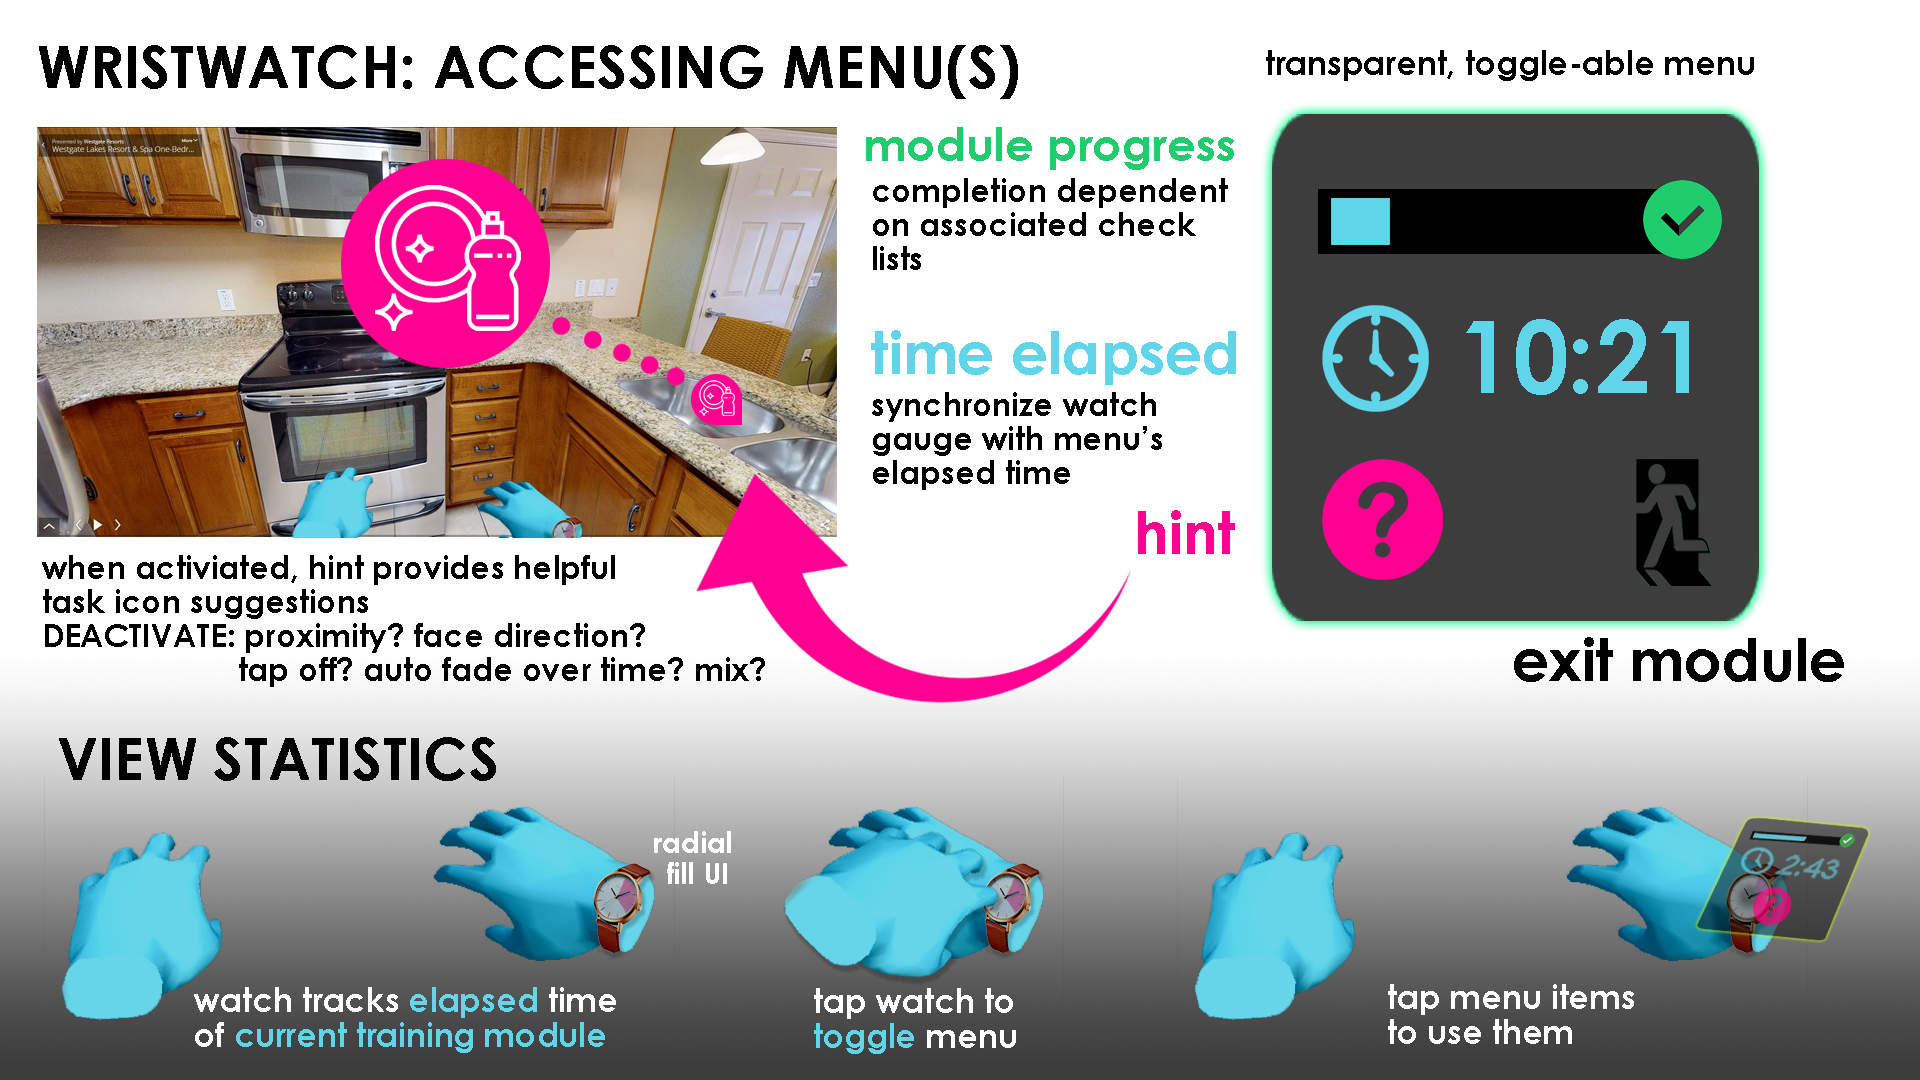 WRISTWATCH: ACCESSING MENU(S)
transparent, toggle-able menu
Presented by Westgate Resorts
More
Westgate Lakes Resort & Spa One-Bedr...
module progress
completion dependent
on associated check
lists
time elapsed
synchronize watch
gauge with menu's
elapsed time
hint
10:21
?
exit module
when activiated, hint provides helpful
task icon suggestions
DEACTIVATE: proximity? face direction?
tap off? auto fade over time? mix?
VIEW STATISTICS
radial
fill UI
watch tracks elapsed time
of current training module
tap watch to
toggle menu
2:43
?
tap menu items
to use them